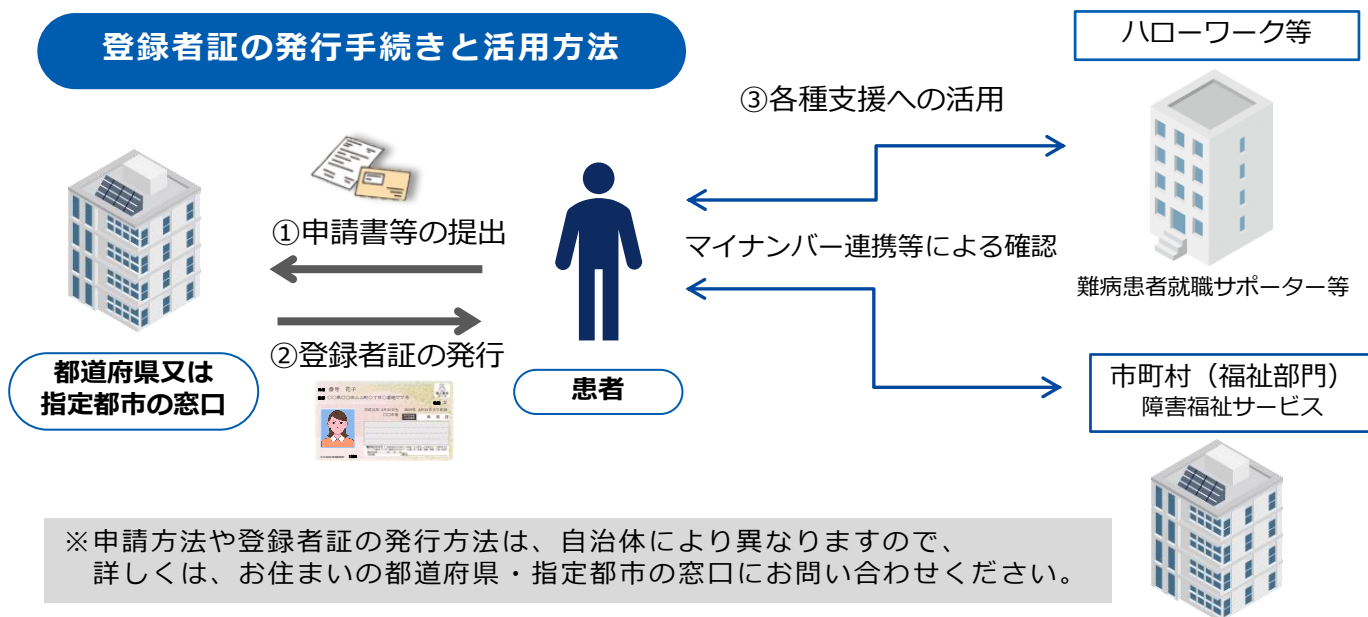 登録者証の発行手続きと活用方法
ハローワーク等
③各種支援への活用
①申請書等の提出
マイナンバー連携等による確認
難病患者就職サポーター等
②登録者証の発行
都道府県又は
指定都市の窓口
患者
番号 花子
市町村（福祉部門）
障害福祉サービス
※申請方法や登録者証の発行方法は、自治体により異なりますので、
詳しくは、お住まいの都道府県・指定都市の窓口にお問い合わせください。